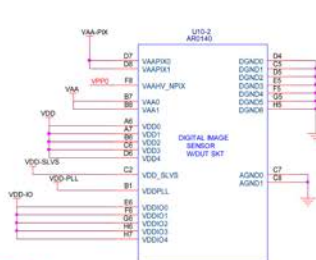 U10-2
AR0140
VAA-PIX
D7 VAAPIX0
D8 VAAPIX1
VPP0 F8 VAAHV_NPIX
VAA
B7 VAA0
B8 VAA1
VDD
A6 VDD0
A7 VDD1
B6 VDD2
C6 VDD3
D6 VDD4
VDD-SLVS
C2 VDD_SLVS
VDD-PLL
B1 VDDPLL
VDD-IO
E6 VDDIO0
F6 VDDIO1
G6 VDDIO2
H6 VDDIO3
H7 VDDIO4
DIGITAL IMAGE
SENSOR
W/DUT SKT
DGND0 D4
DGND1 C5
DGND2 D5
DGND3 E5
DGND4 F5
DGND5 G5
DGND6 H5
AGND0 C7
AGND1 C8